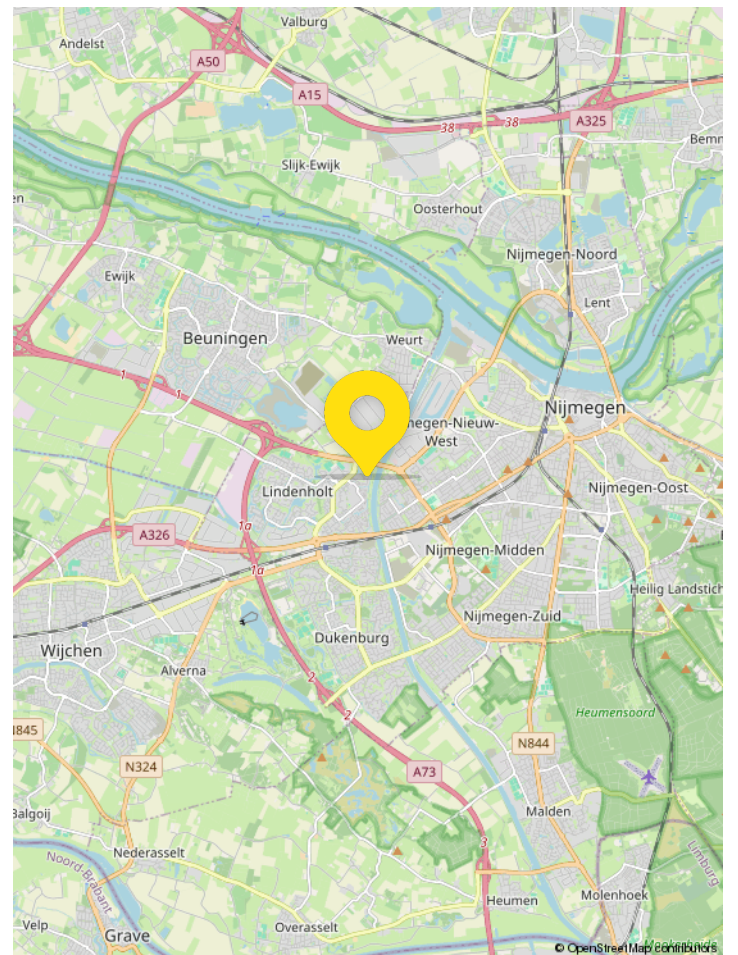 Valburg
Andelst
A50
A15
A325
38
38
Bemm
Slijk-Ewijk
en
Oosterhout
Nijmegen-Noord
Ewijk
Lent
Beuningen
Weurt
1
1
Nijmegen
megen-Nieuw-
West
Lindenholt
Nijmegen-Oost
1a
A326
Nijmegen-Midden
1a
Heilig Landstich
Nijmegen-Zuid
Dukenburg
Wijchen
Alverna
2
2
Heumensoord
N845
N844
N324
A73
Balgoij
Malden
3
Nederasselt
Noord-Brabant
Limburg
Molenhoek
Heumen
Velp
Overasselt
Grave
Mookerheide
© OpenStreetMap contributors